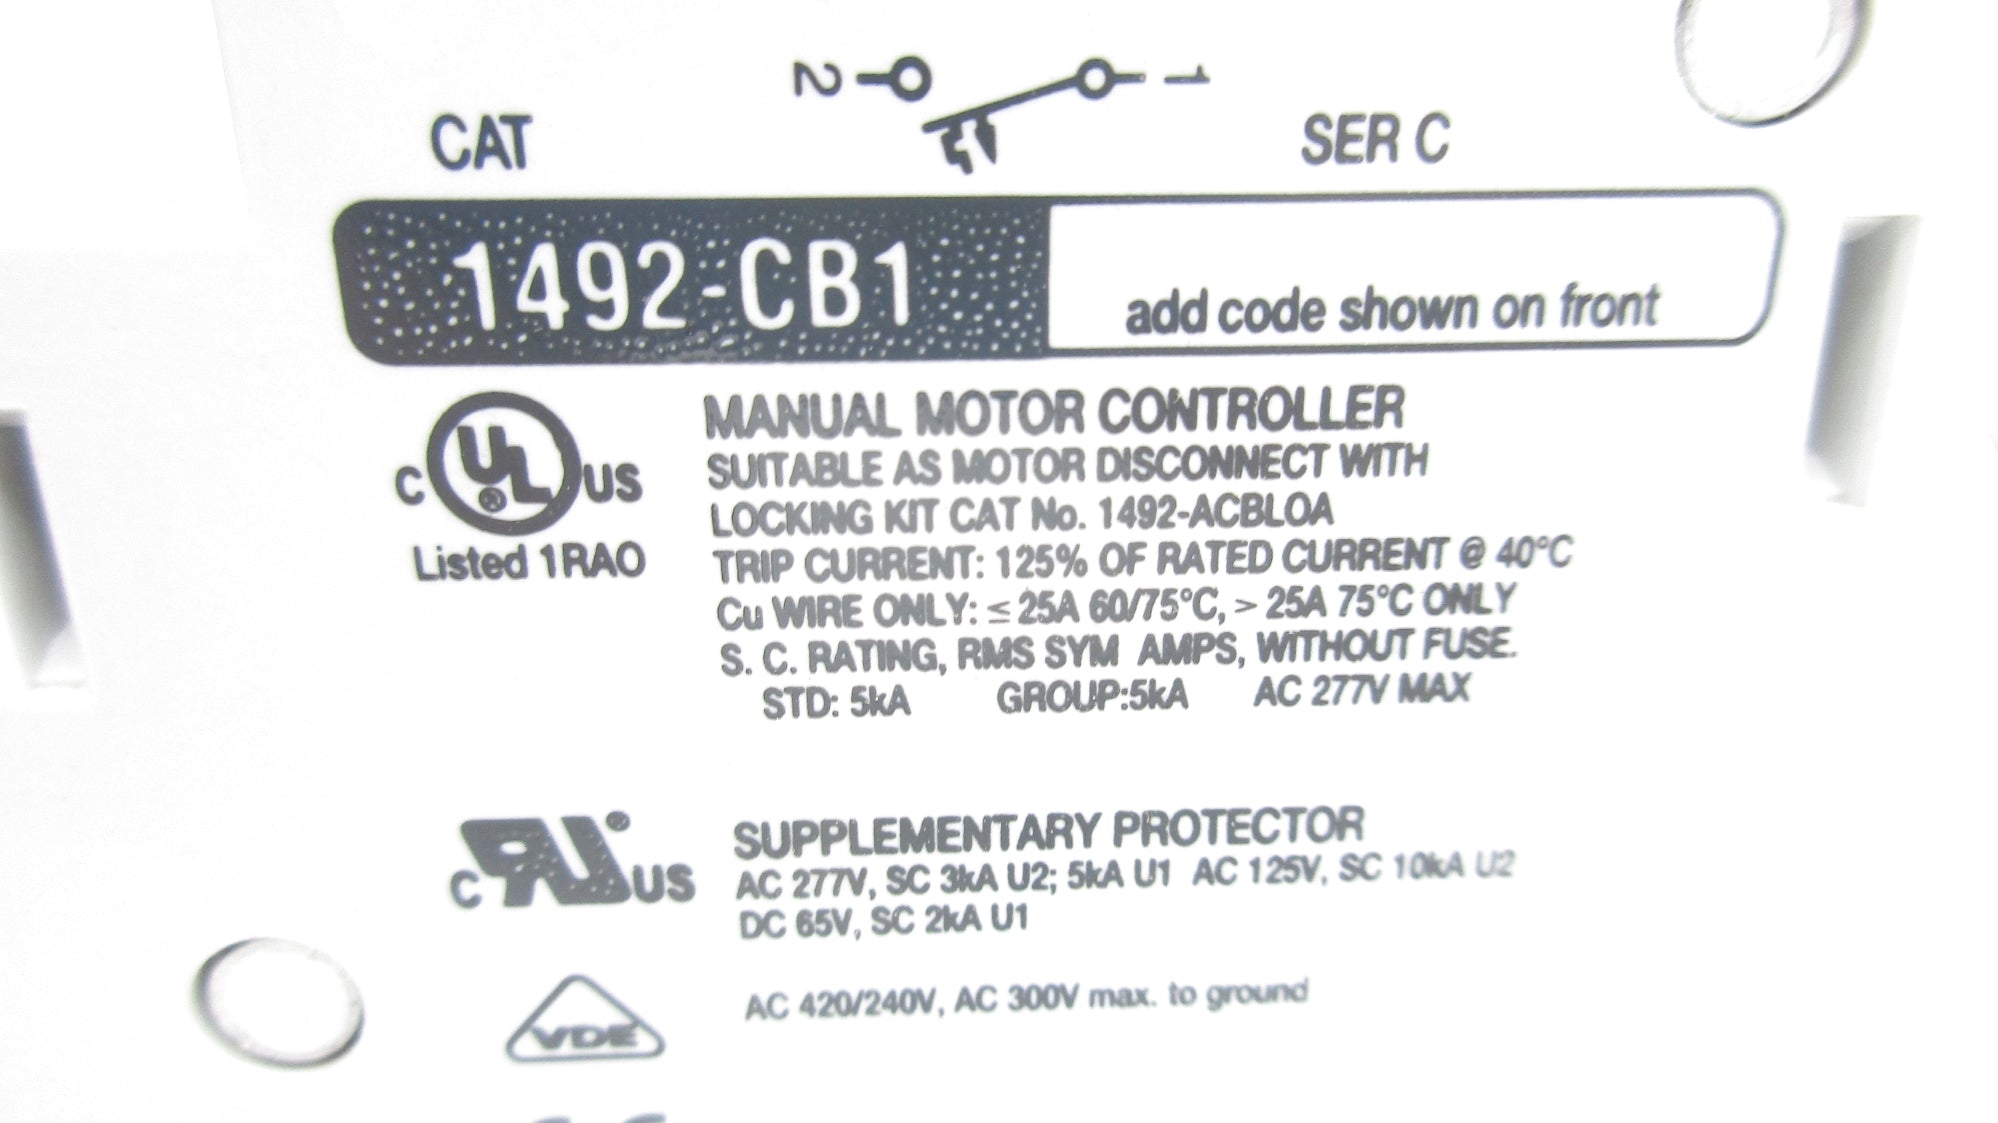 2 1
CAT SER C
1492-CB1 add code shown on front
C UL ® US
Listed 1RAO
MANUAL MOTOR CONTROLLER
SUITABLE AS MOTOR DISCONNECT WITH
LOCKING KIT CAT No. 1492-ACBLOA
TRIP CURRENT: 125% OF RATED CURRENT @ 40°C
Cu WIRE ONLY: ≤ 25A 60/75°C, > 25A 75°C ONLY
S. C. RATING, RMS SYM AMPS, WITHOUT FUSE.
STD: 5kA GROUP:5kA AC 277V MAX
C RU ® US
SUPPLEMENTARY PROTECTOR
AC 277V, SC 3kA U2; 5kA U1 AC 125V, SC 10kA U2
DC 65V, SC 2kA U1
VDE
AC 420/240V, AC 300V max. to ground